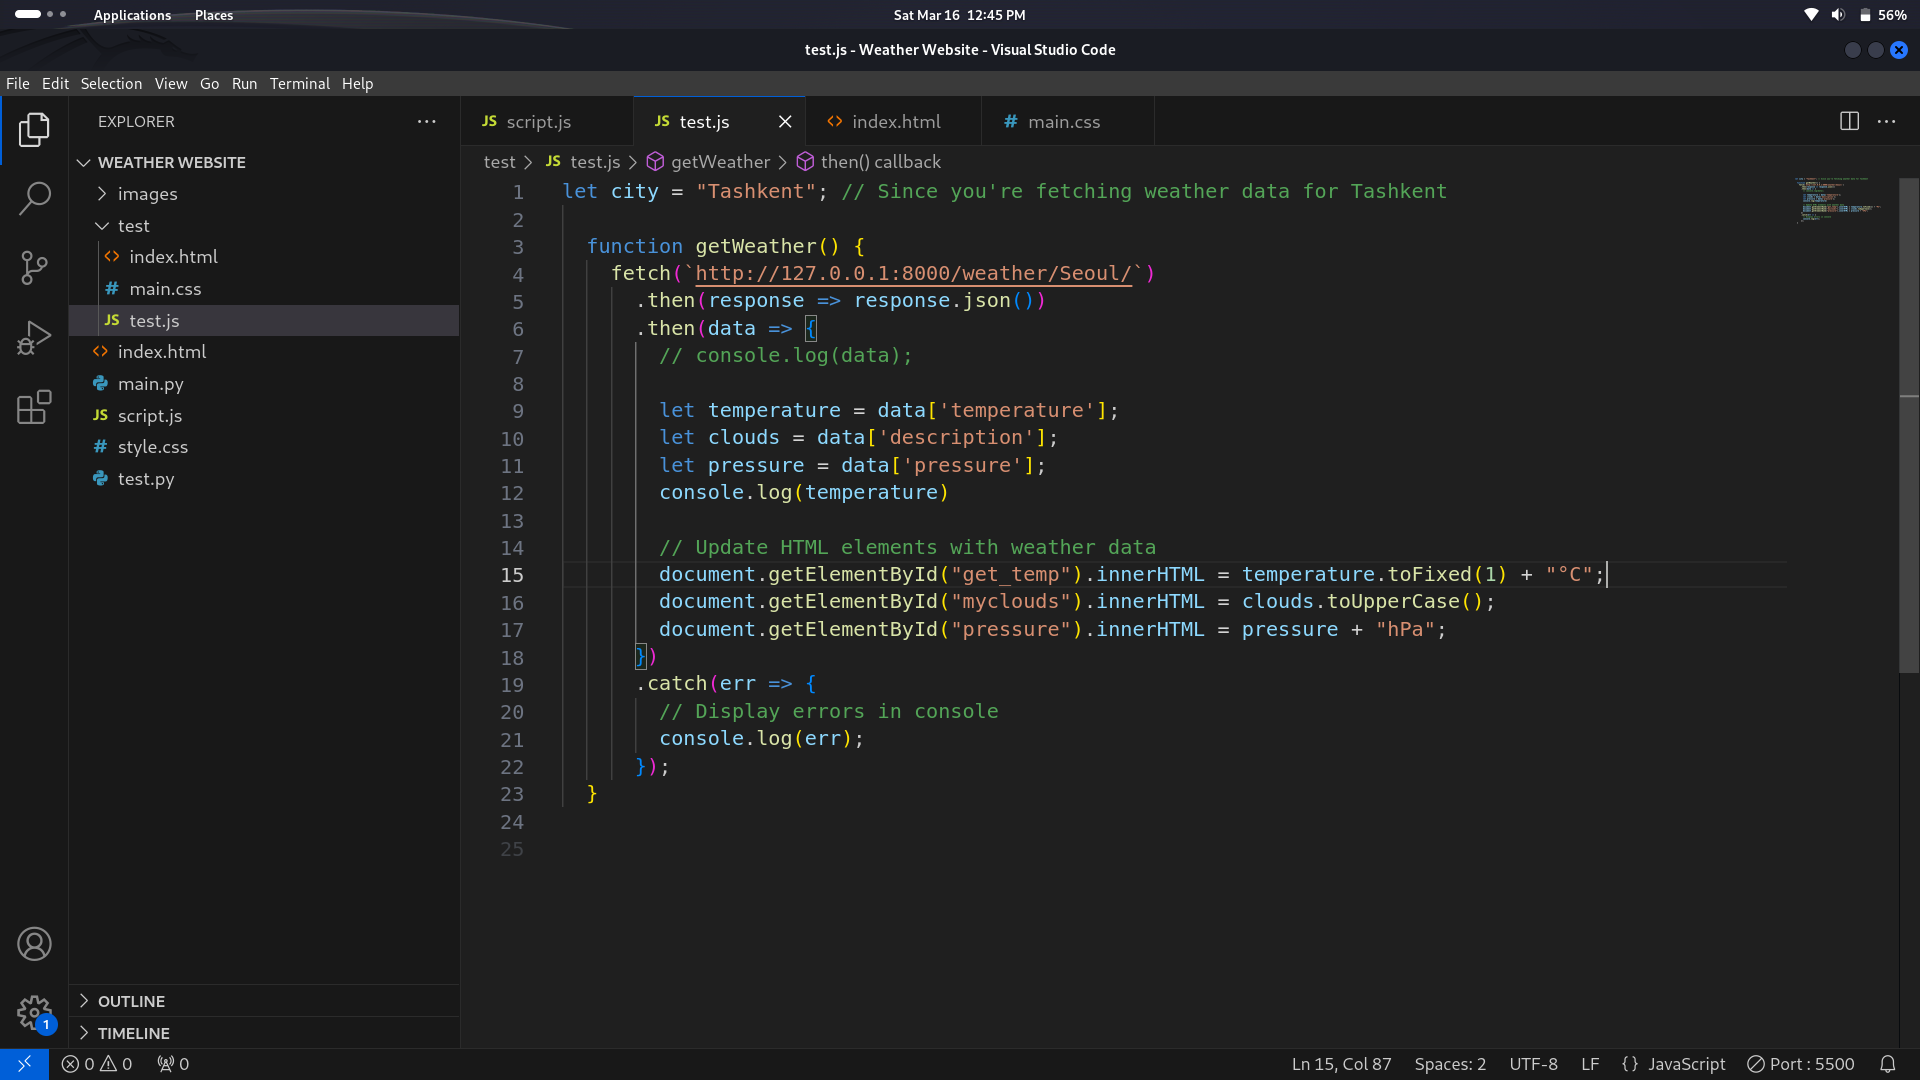 Applications Places Sat Mar 16 12:45 PM 56%
test.js - Weather Website - Visual Studio Code
File Edit Selection View Go Run Terminal Help
EXPLORER
WEATHER WEBSITE
images
test
index.html
main.css
test.js
index.html
main.py
script.js
style.css
test.py
OUTLINE
TIMELINE
JS script.js JS test.js index.html # main.css
test > JS test.js > getWeather > then() callback
1 let city = "Tashkent"; // Since you're fetching weather data for Tashkent
2
3 function getWeather() {
4 fetch(`http://127.0.0.1:8000/weather/Seoul/`)
5 .then(response => response.json())
6 .then(data => {
7 // console.log(data);
8
9 let temperature = data['temperature'];
10 let clouds = data['description'];
11 let pressure = data['pressure'];
12 console.log(temperature)
13
14 // Update HTML elements with weather data
15 document.getElementById("get_temp").innerHTML = temperature.toFixed(1) + "°C";
16 document.getElementById("myclouds").innerHTML = clouds.toUpperCase();
17 document.getElementById("pressure").innerHTML = pressure + "hPa";
18 })
19 .catch(err => {
20 // Display errors in console
21 console.log(err);
22 });
23 }
24
25
1
0 0 0 Ln 15, Col 87 Spaces: 2 UTF-8 LF {} JavaScript Port : 5500